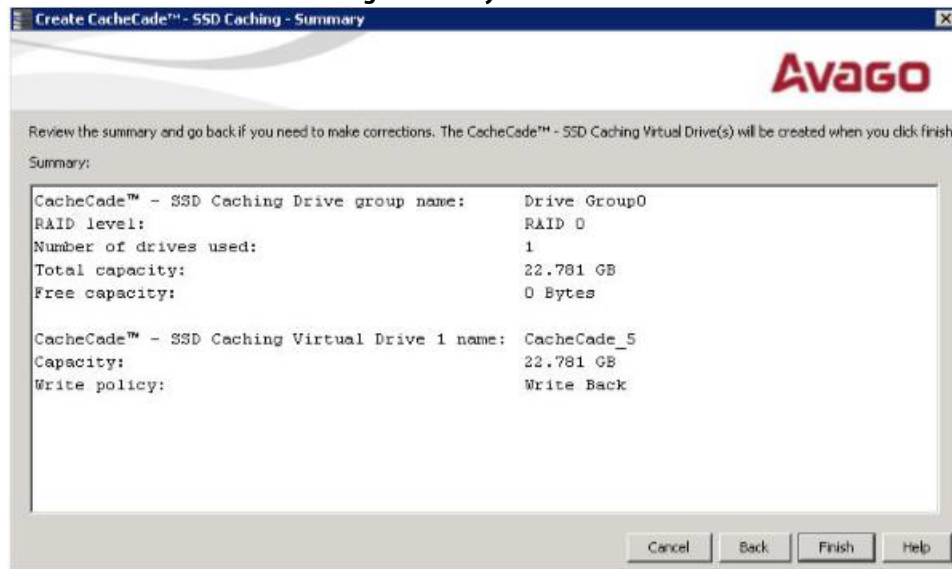 Create CacheCade™ - SSD Caching - Summary
Avago
Review the summary and go back if you need to make corrections. The CacheCade™ - SSD Caching Virtual Drive(s) will be created when you click finish
Summary:
CacheCade™ - SSD Caching Drive group name: Drive Group0
RAID level: RAID 0
Number of drives used: 1
Total capacity: 22.781 GB
Free capacity: 0 Bytes
CacheCade™ - SSD Caching Virtual Drive 1 name: CacheCade_5
Capacity: 22.781 GB
Write policy: Write Back
Cancel Back Finish Help